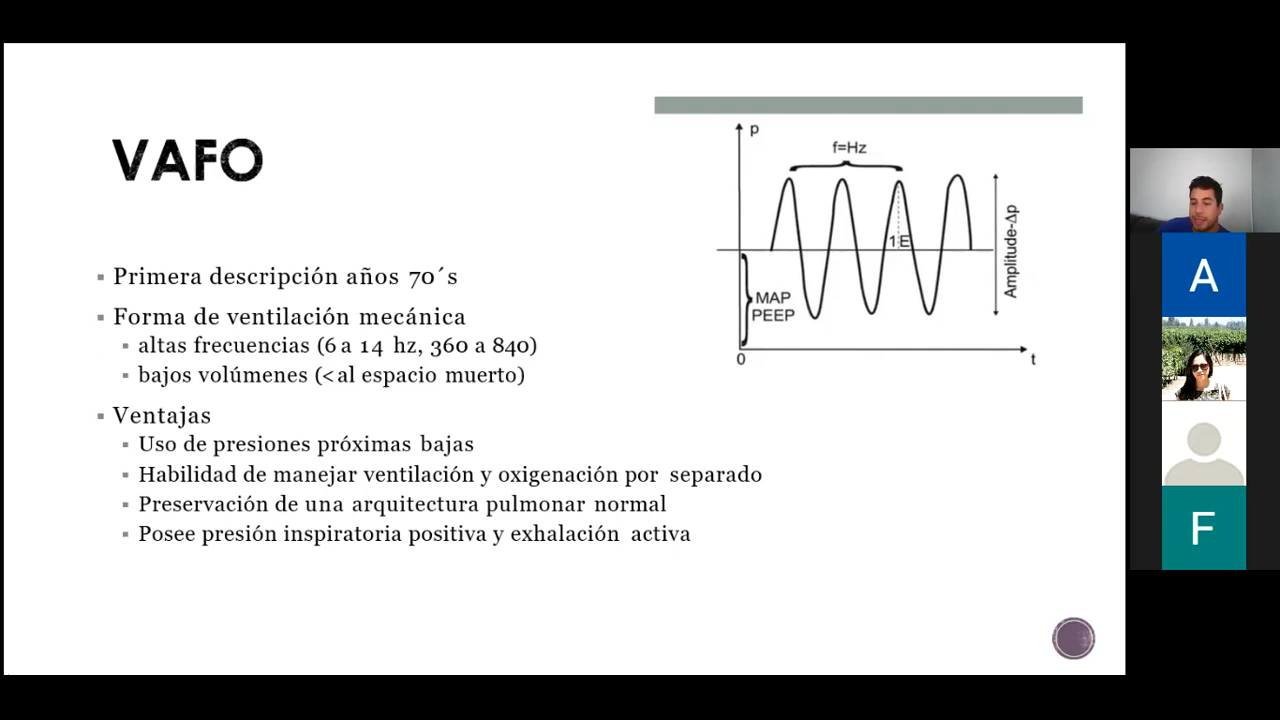 VAFO
Primera descripción años 70´s
Forma de ventilación mecánica
altas frecuencias (6 a 14 hz, 360 a 840)
bajos volúmenes (<al espacio muerto)
Ventajas
Uso de presiones próximas bajas
Habilidad de manejar ventilación y oxigenación por separado
Preservación de una arquitectura pulmonar normal
Posee presión inspiratoria positiva y exhalación activa
p
f=Hz
1:E
Amplitude-Δp
MAP
PEEP
0
t
A
F